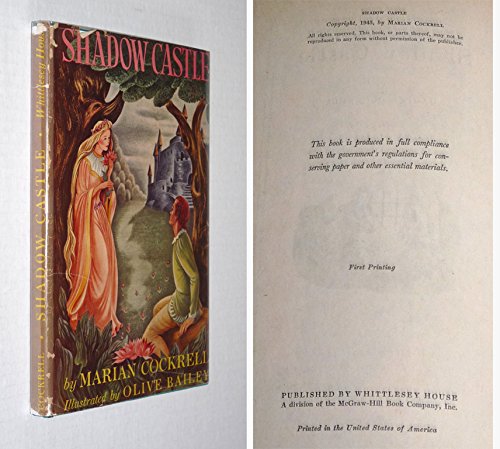 COCKRELL · SHADOW CASTLE · Whittlesey House
SHADOW CASTLE
by MARIAN COCKRELL
Illustrated by OLIVE BAILEY
SHADOW CASTLE
Copyright, 1945, by MARIAN COCKRELL
All rights reserved. This book, or parts thereof, may not be
reproduced in any form without permission of the publisher.
This book is produced in full compliance
with the government's regulations for con-
serving paper and other essential materials.
First Printing
PUBLISHED BY WHITTLESEY HOUSE
A division of the McGraw-Hill Book Company, Inc.
Printed in the United States of America